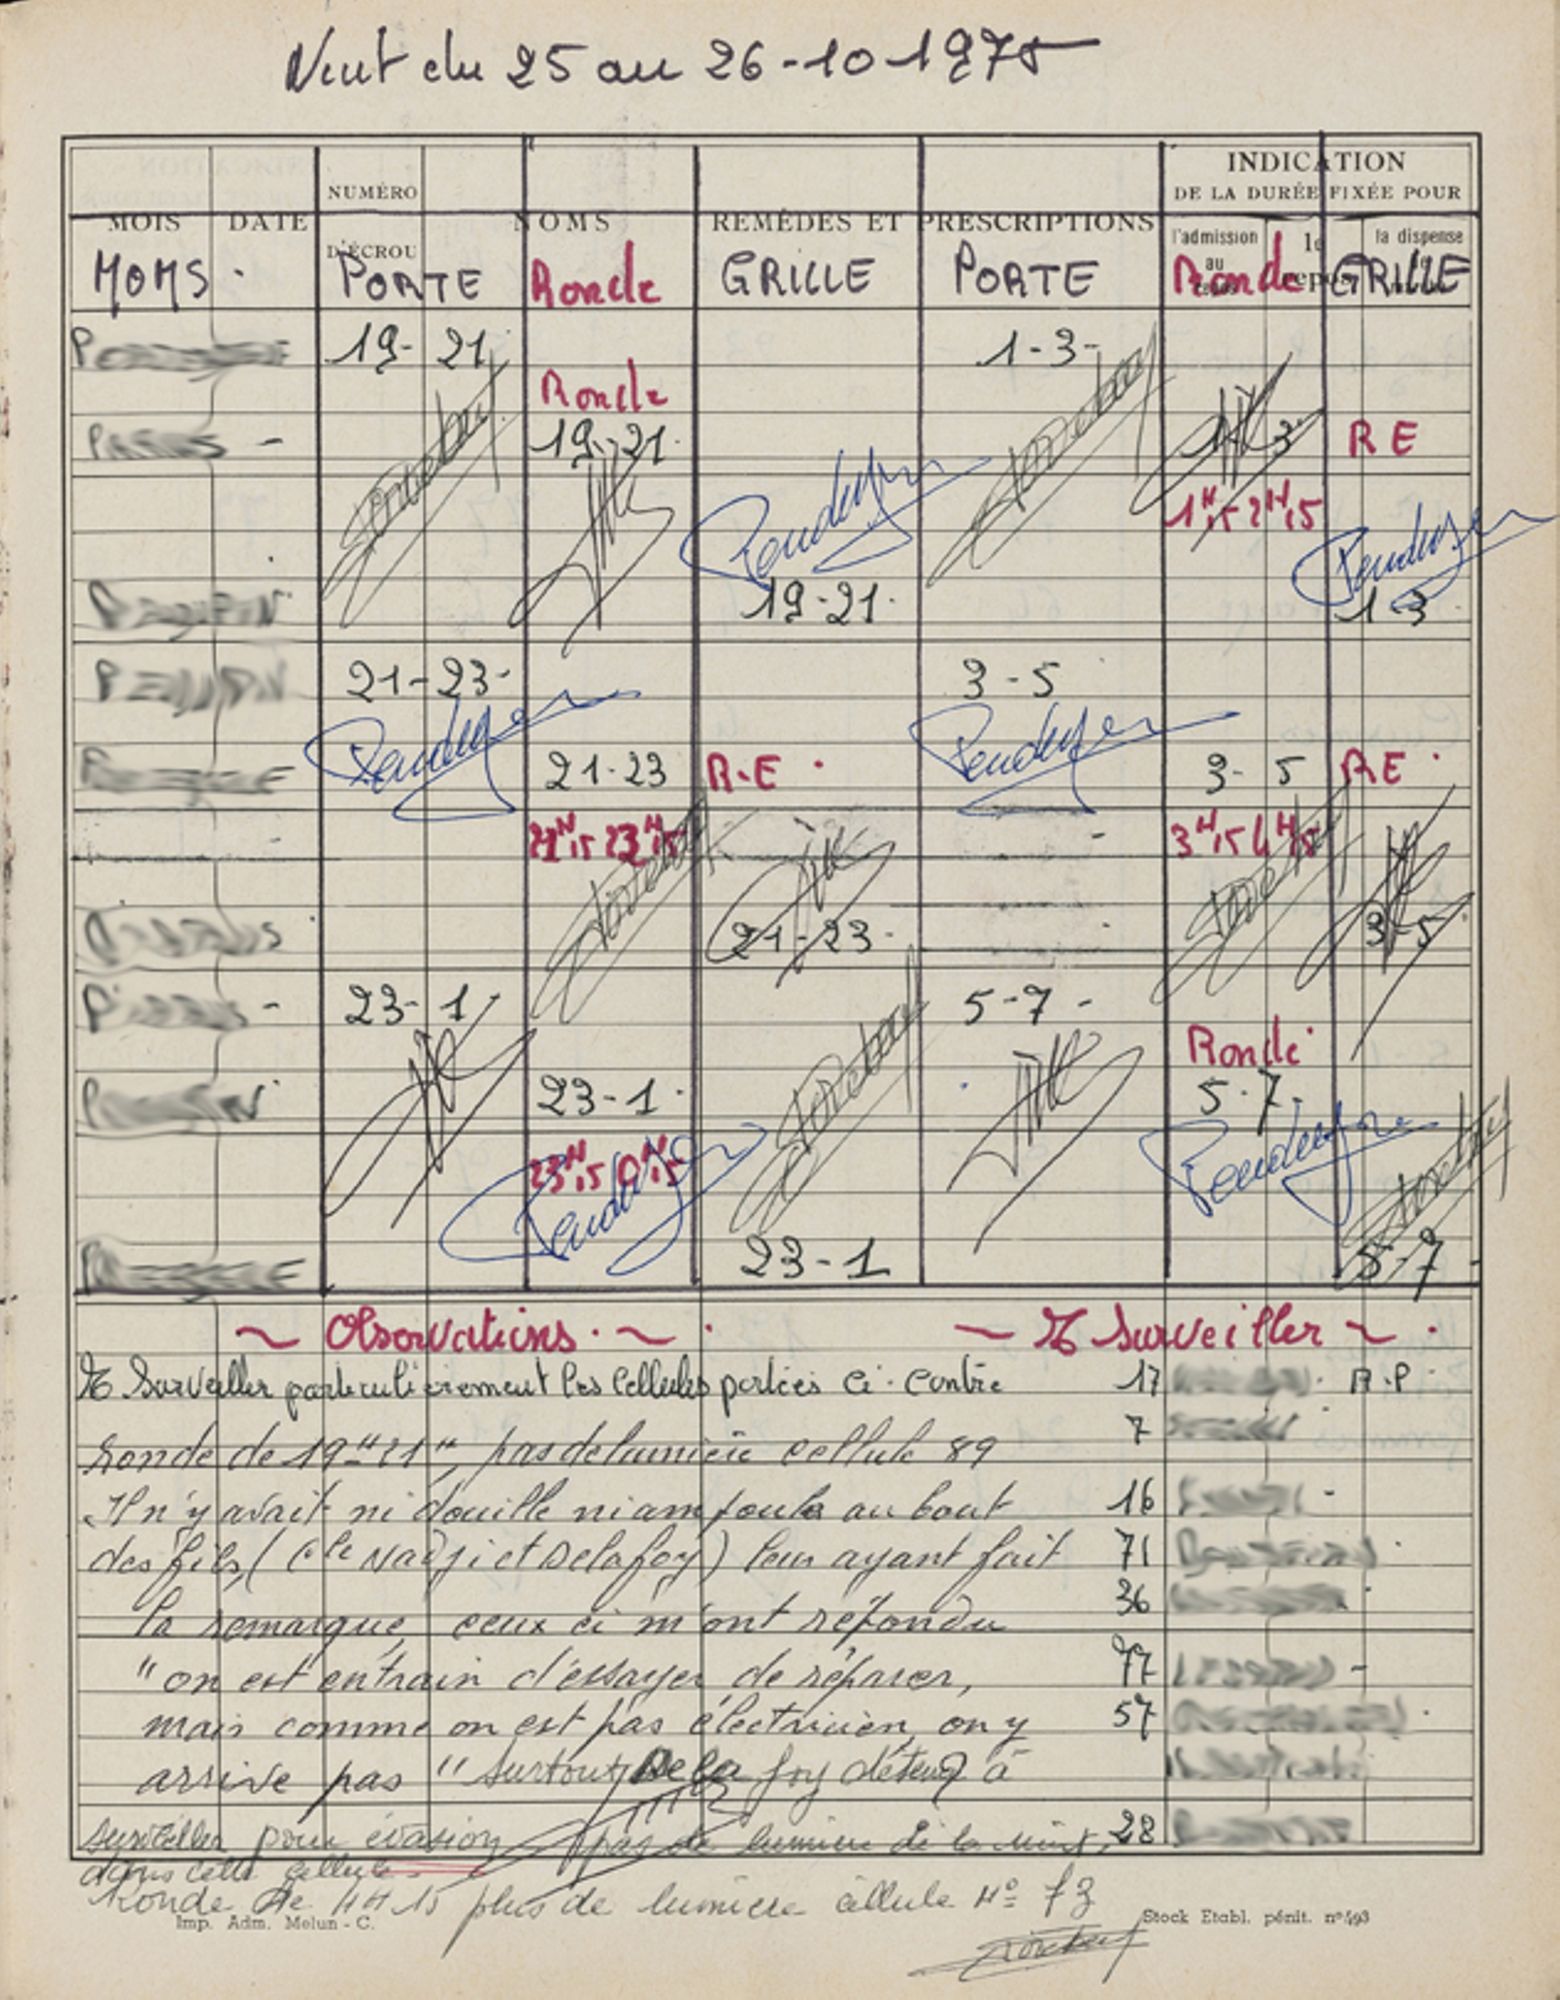 Nuit du 25 au 26-10-1975
INDICATION
DE LA DURÉE FIXÉE POUR
NUMÉRO
D'ÉCROU
MOIS DATE NOMS REMÈDES ET PRESCRIPTIONS
l'admission au le repos la dispense
NOMS. PORTE Ronde GRILLE PORTE Ronde GRILLE
19-21 1-3-
Ronde
19-21. 1-3 RE
1H15 2H15
19-21. 1-3
21-23- 3-5
21-23 R.E. 3-5 RE.
21H15 23H15 3H15 4H15
21-23. 3-5
23-1 5-7-
Ronde
23-1. 5-7-
23H15 0H15
23-1 5-7
~ Observations. ~. ~ A Surveiller ~.
A Surveiller particulièrement les Cellules portées ci-contre 17 R.P.
ronde de 19H 21H, pas de lumière cellule 89 7
Il n'y avait ni douille ni ampoule au bout 16
des fils, ( et Delafoy) leur ayant fait 71
la remarque, ceux ci m'ont répondu 36
"on est entrain d'essayer de réparer, 77
mais comme on est pas électricien, on y 57
arrive pas" surtout Delafoy détenu à
surveiller pour évasion pas de lumière de la nuit, 28
dans cette cellule.
Ronde de plus de lumière cellule No 73
Imp. Adm. Melun - C. Stock Etabl. pénit. nº 493